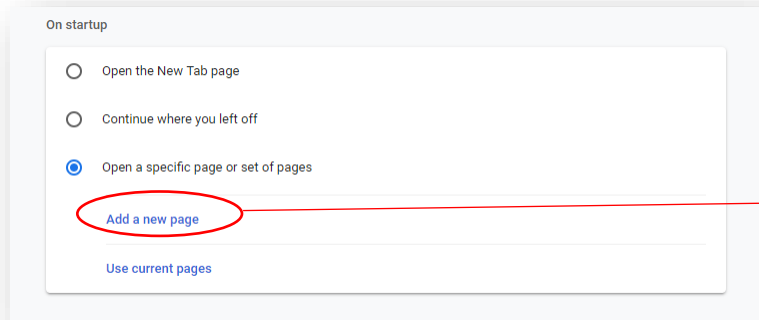 On startup
Open the New Tab page
Continue where you left off
Open a specific page or set of pages
Add a new page
Use current pages